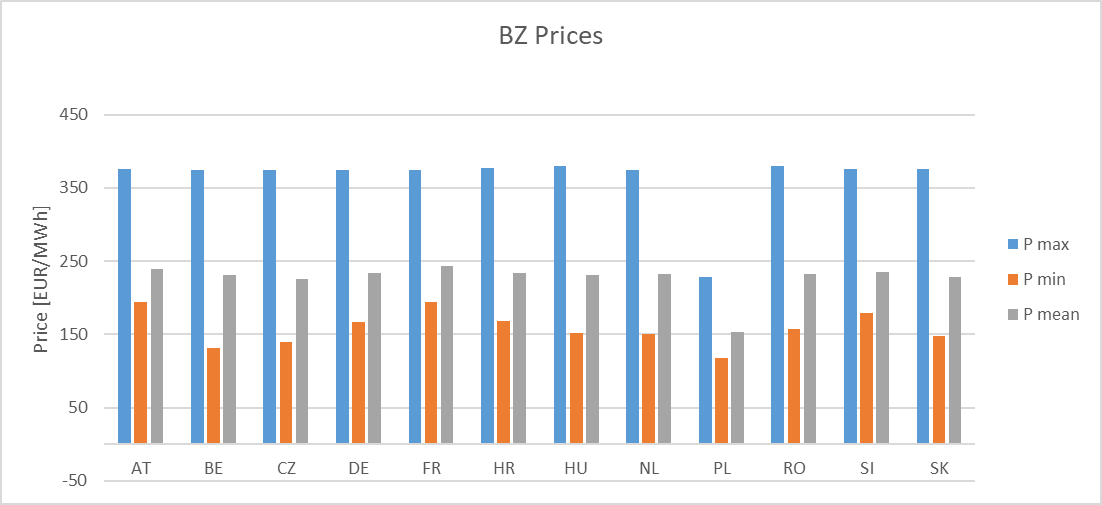 BZ Prices
450
350
250
150
50
-50
Price [EUR/MWh]
AT BE CZ DE FR HR HU NL PL RO SI SK
P max
P min
P mean